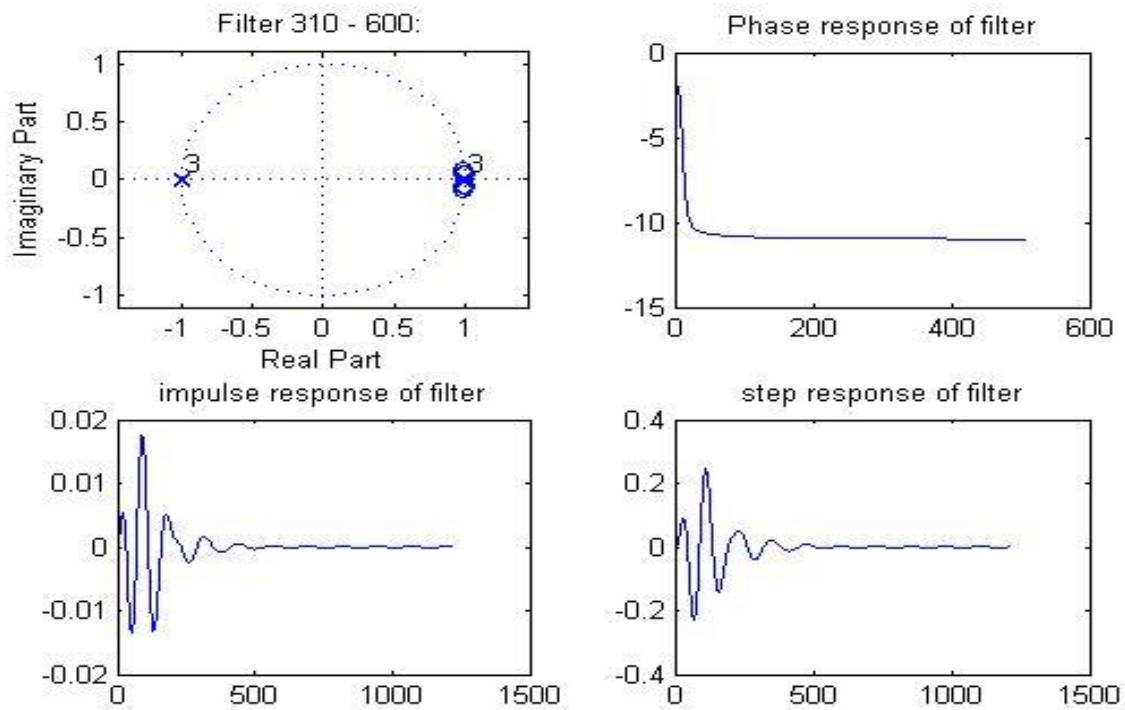 Filter 310 - 600:
Imaginary Part
1
0.5
0
-0.5
-1
3
3
-1 -0.5 0 0.5 1
Real Part
Phase response of filter
0
-5
-10
-15
0 200 400 600
impulse response of filter
0.02
0.01
0
-0.01
-0.02
0 500 1000 1500
step response of filter
0.4
0.2
0
-0.2
-0.4
0 500 1000 1500